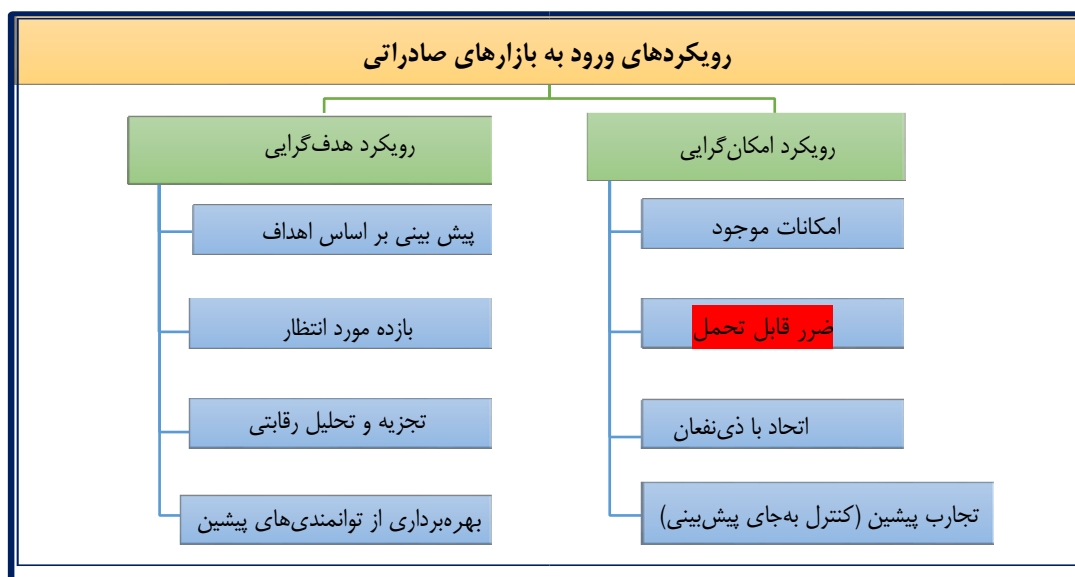 رویکردهای ورود به بازارهای صادراتی
رویکرد امکان‌گرایی
امکانات موجود
ضرر قابل تحمل
اتحاد با ذی‌نفعان
تجارب پیشین (کنترل به‌جای پیش‌بینی)
رویکرد هدف‌گرایی
پیش بینی بر اساس اهداف
بازده مورد انتظار
تجزیه و تحلیل رقابتی
بهره‌برداری از توانمندی‌های پیشین